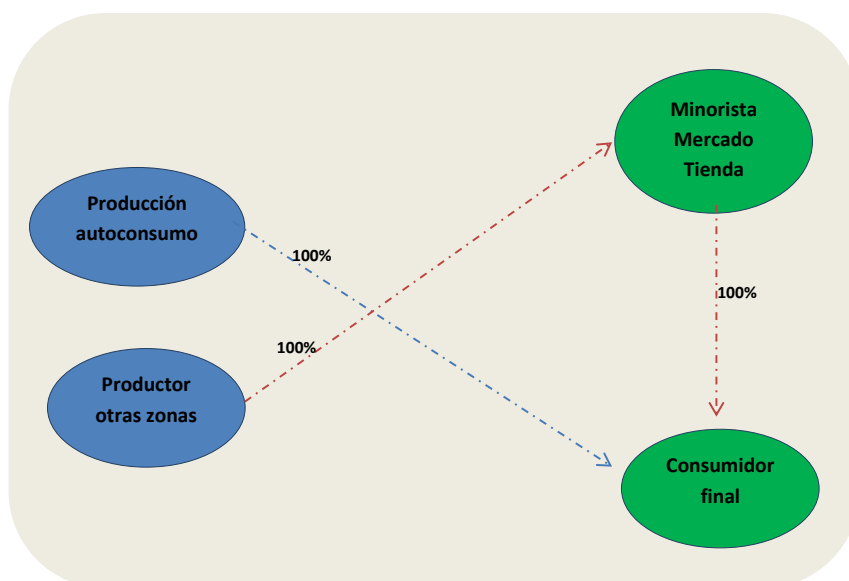 Minorista
Mercado
Tienda
Producción
autoconsumo
100%
100%
100%
Productor
otras zonas
Consumidor
final